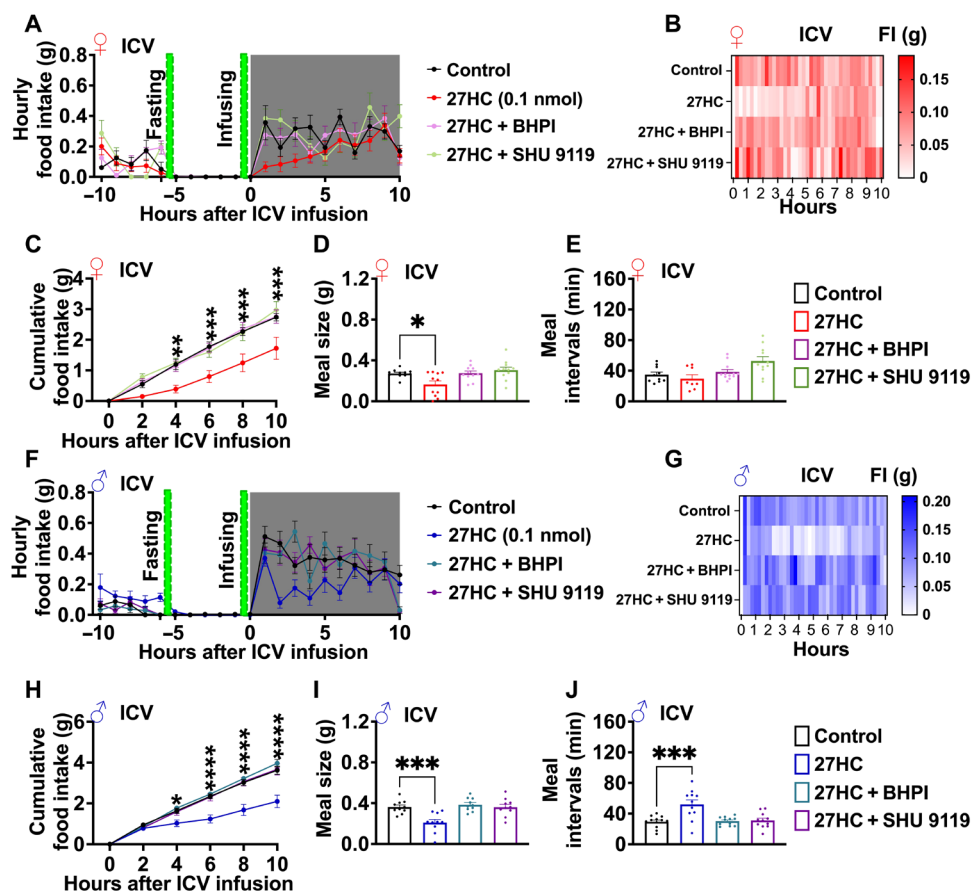 A
♀ ICV
Hourly
food intake (g)
0.8
0.6
0.4
0.2
0.0
Fasting
Infusing
−10
−5
0
5
10
Hours after ICV infusion
Control
27HC (0.1 nmol)
27HC + BHPI
27HC + SHU 9119
B
♀ ICV FI (g)
Control
27HC
27HC + BHPI
27HC + SHU 9119
0 1 2 3 4 5 6 7 8 9 10
Hours
0.15
0.10
0.05
0
C
♀ ICV
Cumulative
food intake (g)
4
3
2
1
0
** *** *** ***
0 2 4 6 8 10
Hours after ICV infusion
D
♀ ICV
Meal size (g)
1.2
0.8
0.4
0.0
*
E
♀ ICV
Meal
intervals (min)
160
120
80
40
0
Control
27HC
27HC + BHPI
27HC + SHU 9119
F
♂ ICV
Hourly
food intake (g)
0.8
0.6
0.4
0.2
0.0
Fasting
Infusing
−10
−5
0
5
10
Hours after ICV infusion
Control
27HC (0.1 nmol)
27HC + BHPI
27HC + SHU 9119
G
♂ ICV FI (g)
Control
27HC
27HC + BHPI
27HC + SHU 9119
0 1 2 3 4 5 6 7 8 9 10
Hours
0.20
0.15
0.10
0.05
0
H
♂ ICV
Cumulative
food intake (g)
6
4
2
0
* **** **** ****
0 2 4 6 8 10
Hours after ICV infusion
I
♂ ICV
Meal size (g)
1.2
0.8
0.4
0.0
***
J
♂ ICV
Meal
intervals (min)
160
120
80
40
0
***
Control
27HC
27HC + BHPI
27HC + SHU 9119